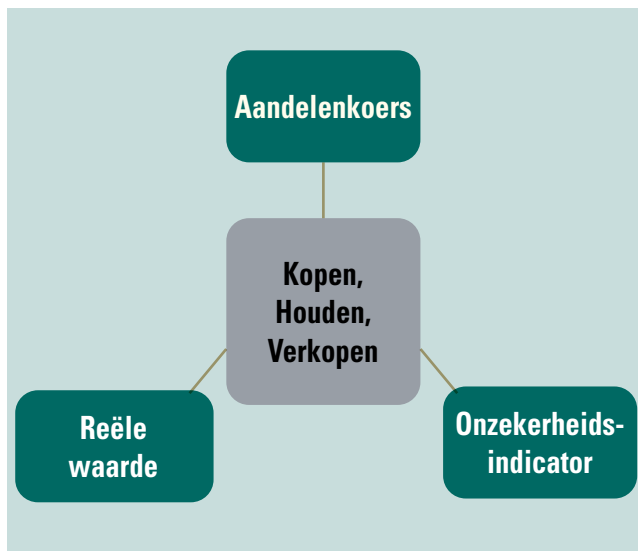 Aandelenkoers
Kopen,
Houden,
Verkopen
Reële
waarde
Onzekerheids-
indicator